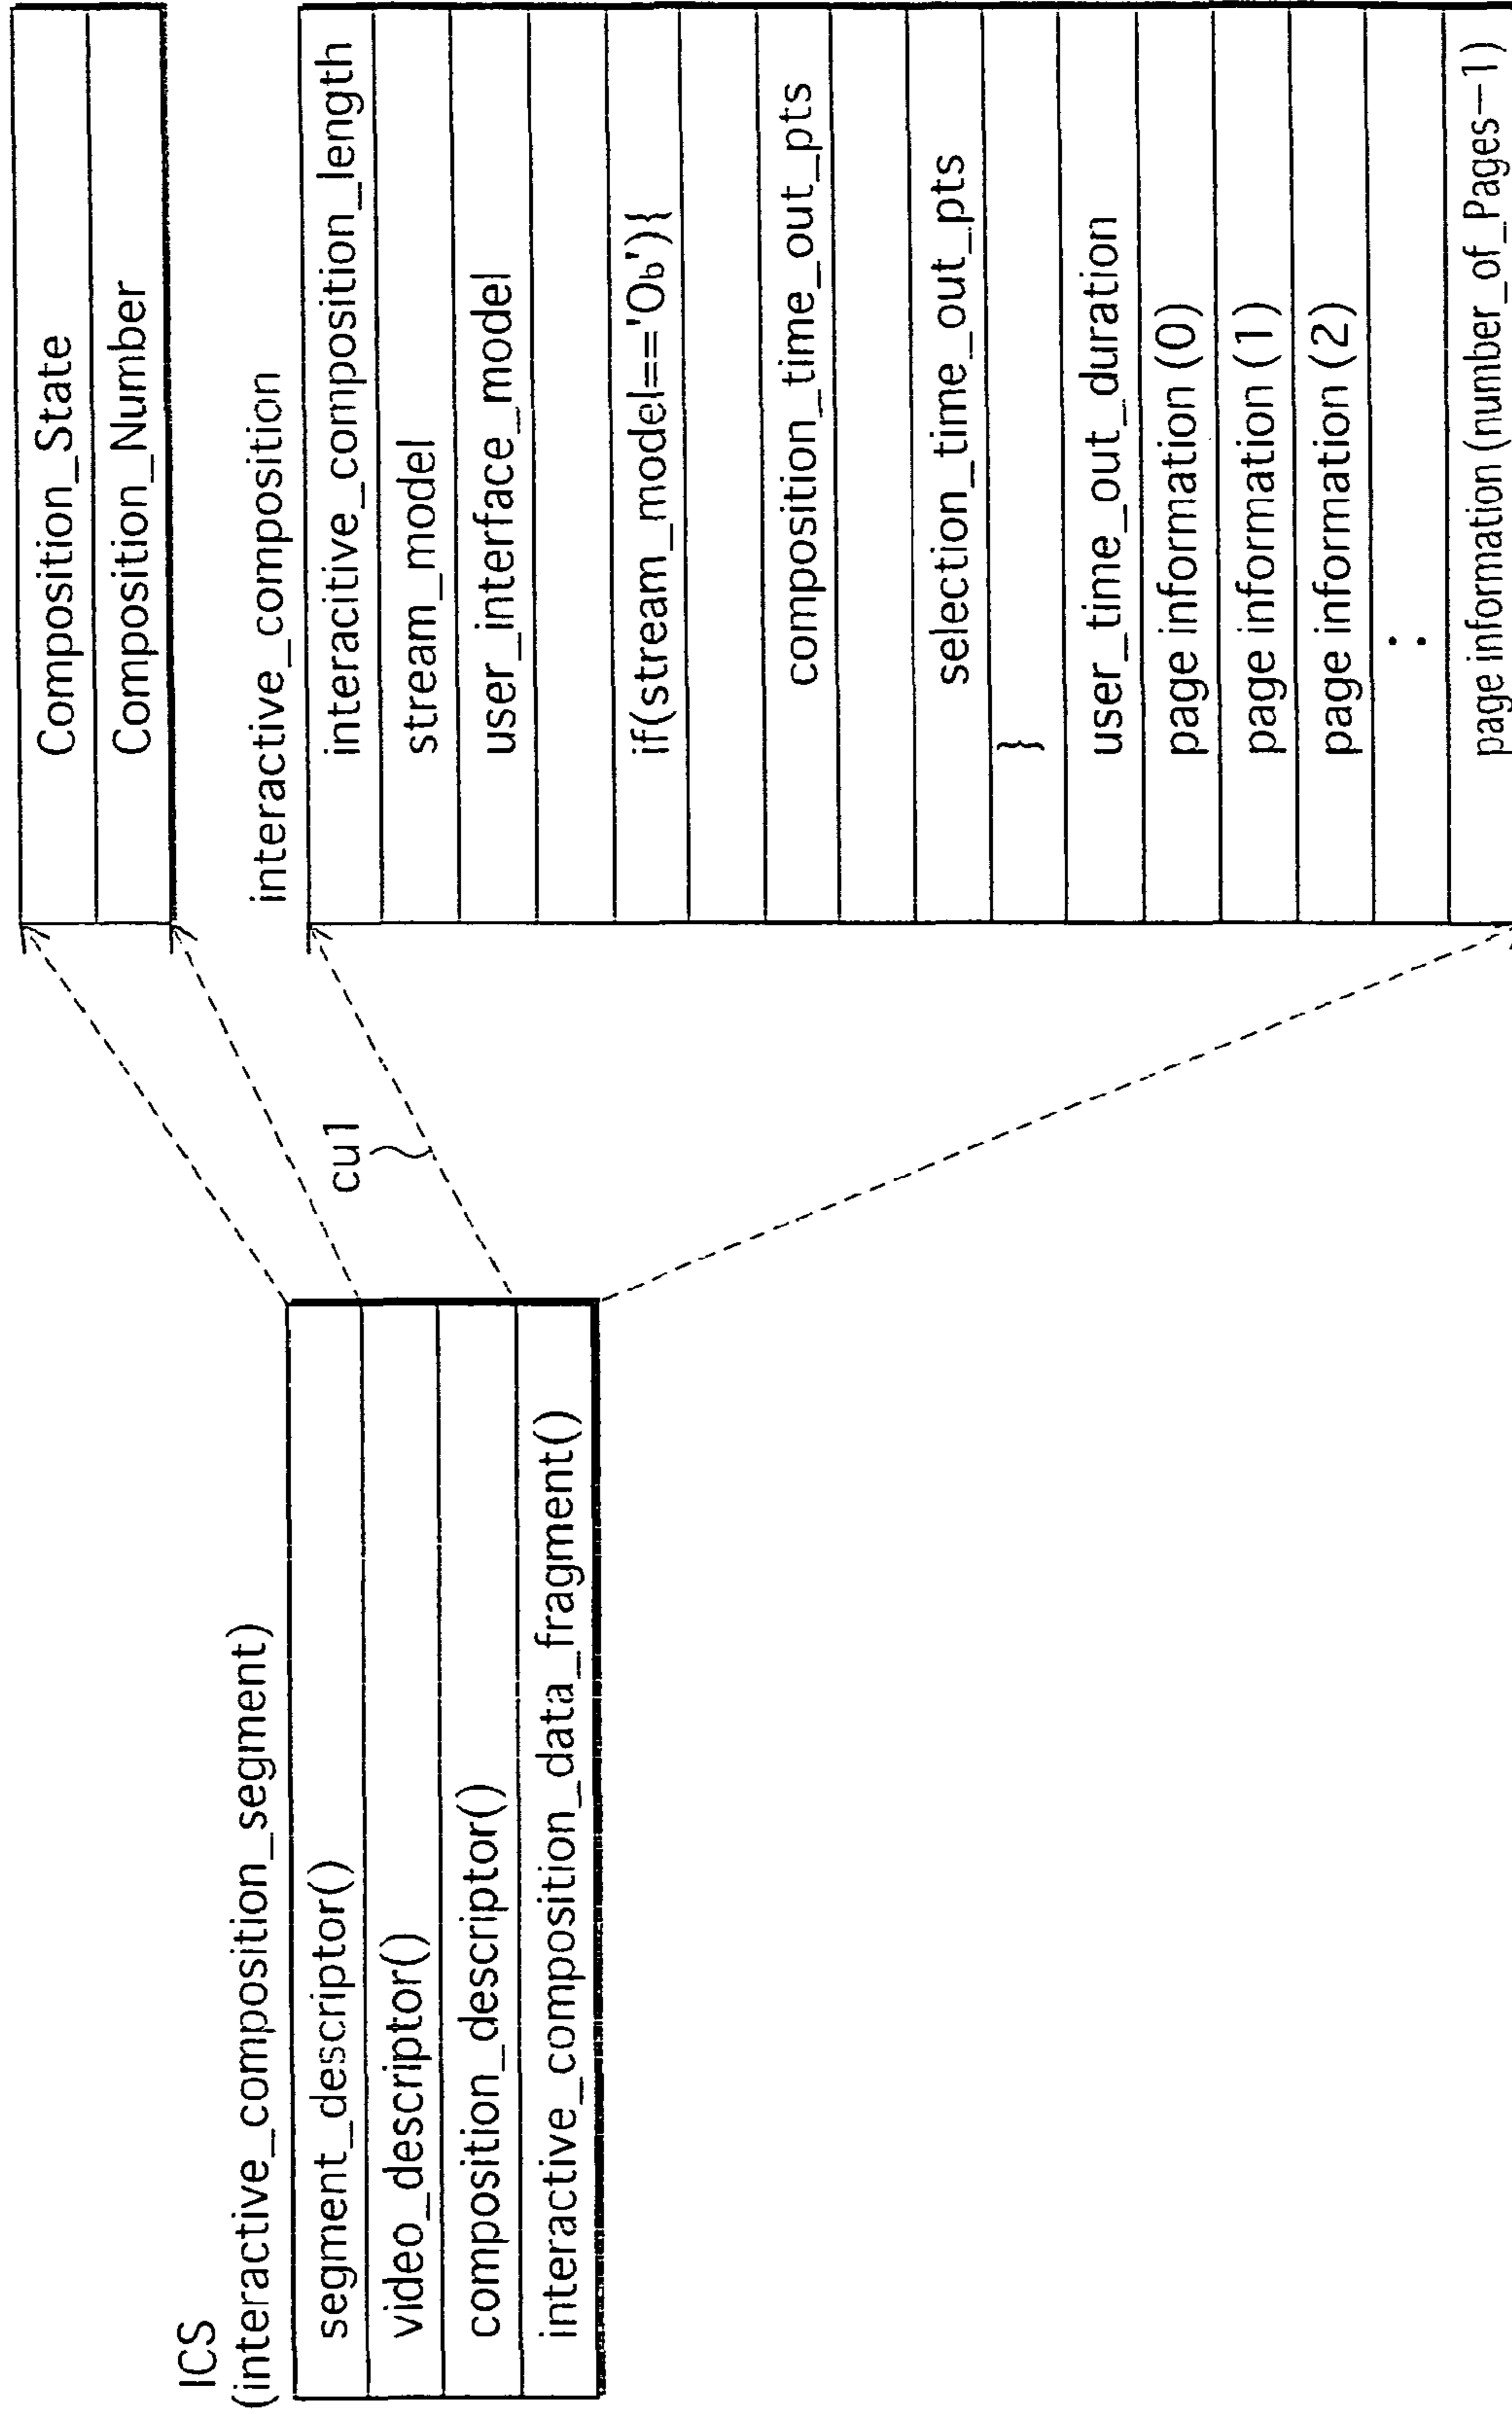 ICS
(interactive_composition_segment)
segment_descriptor()
video_descriptor()
composition_descriptor()
interactive_composition_data_fragment()
cu1
Composition_State
Composition_Number
interactive_composition
interacitive_composition_length
stream_model
user_interface_model
if(stream_model=='0b'){
composition_time_out_pts
selection_time_out_pts
}
user_time_out_duration
page information (0)
page information (1)
page information (2)
:
page information (number_of_Pages-1)